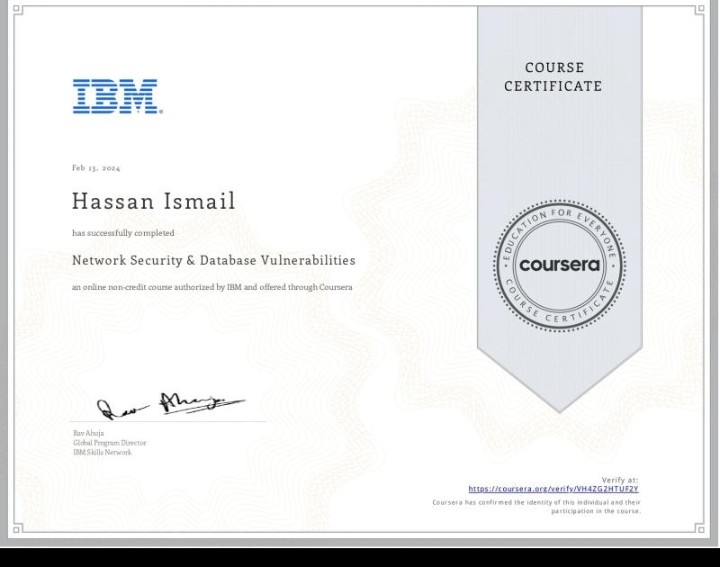 IBM
Feb 13, 2024
Hassan Ismail
has successfully completed
Network Security & Database Vulnerabilities
an online non-credit course authorized by IBM and offered through Coursera
Rav Ahuja
Global Program Director
IBM Skills Network
COURSE
CERTIFICATE
EDUCATION FOR EVERYONE
coursera
COURSE CERTIFICATE
Verify at:
https://coursera.org/verify/VH4ZG2HTUF2Y
Coursera has confirmed the identity of this individual and their
participation in the course.